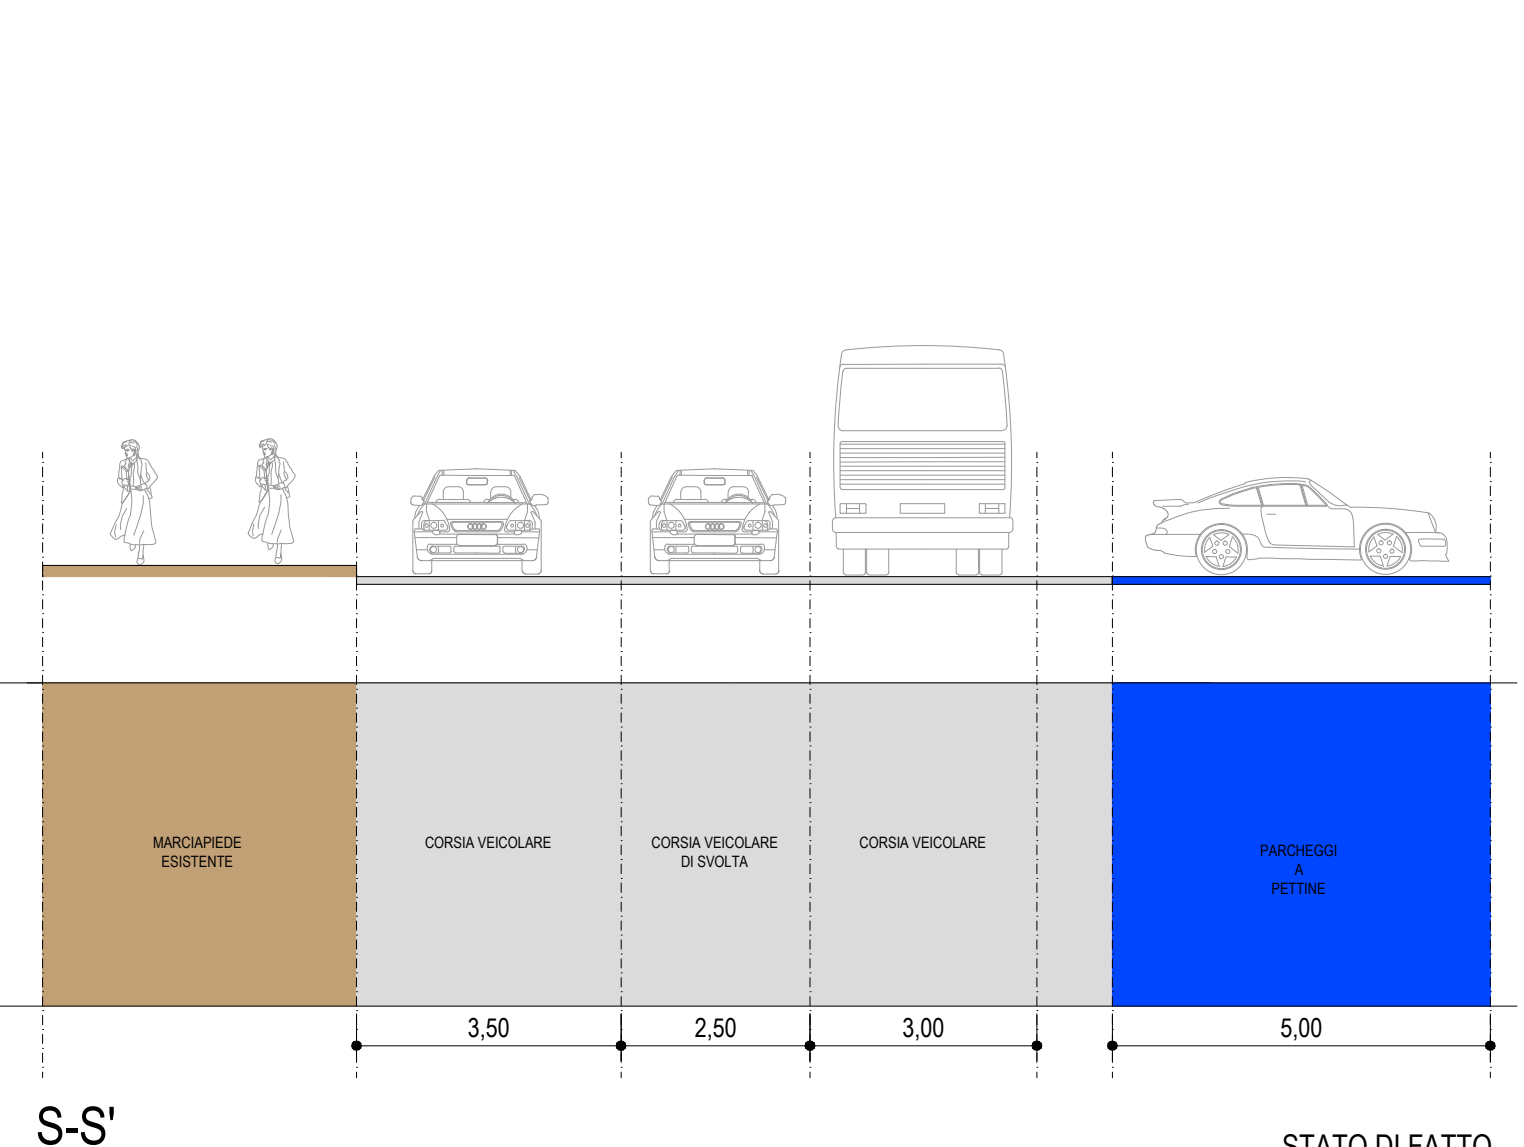 MARCIAPIEDE
ESISTENTE
CORSIA VEICOLARE
CORSIA VEICOLARE
DI SVOLTA
CORSIA VEICOLARE
PARCHEGGI
A
PETTINE
3,50
2,50
3,00
5,00
S-S'
STATO DI FATTO